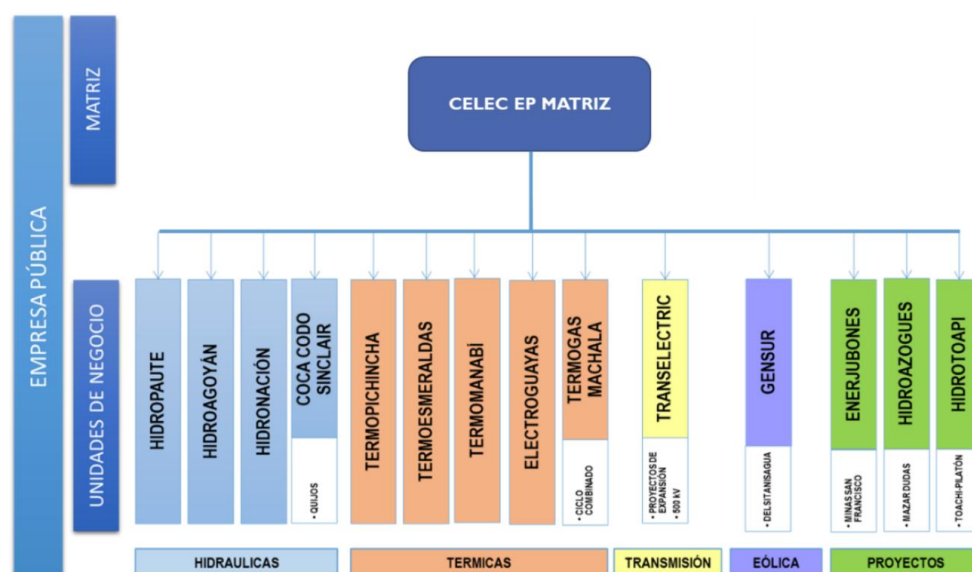 EMPRESA PÚBLICA
MATRIZ
CELEC EP MATRIZ
UNIDADES DE NEGOCIO
HIDROPAUTE
HIDROAGOYÁN
HIDRONACIÓN
COCA CODO
SINCLAIR
• QUIJOS
TERMOPICHINCHA
TERMOESMERALDAS
TERMOMANABÍ
ELECTROGUAYAS
TERMOGAS
MACHALA
• CICLO
COMBINADO
TRANSELECTRIC
• PROYECTOS DE
EXPANSIÓN
• 500 kV
GENSUR
• DELSITANISAGUA
ENERJUBONES
• MINAS SAN
FRANCISCO
HIDROAZOGUES
• MAZAR DUDAS
HIDROTOAPI
• TOACHI-PILATÓN
HIDRAULICAS
TERMICAS
TRANSMISIÓN
EÓLICA
PROYECTOS